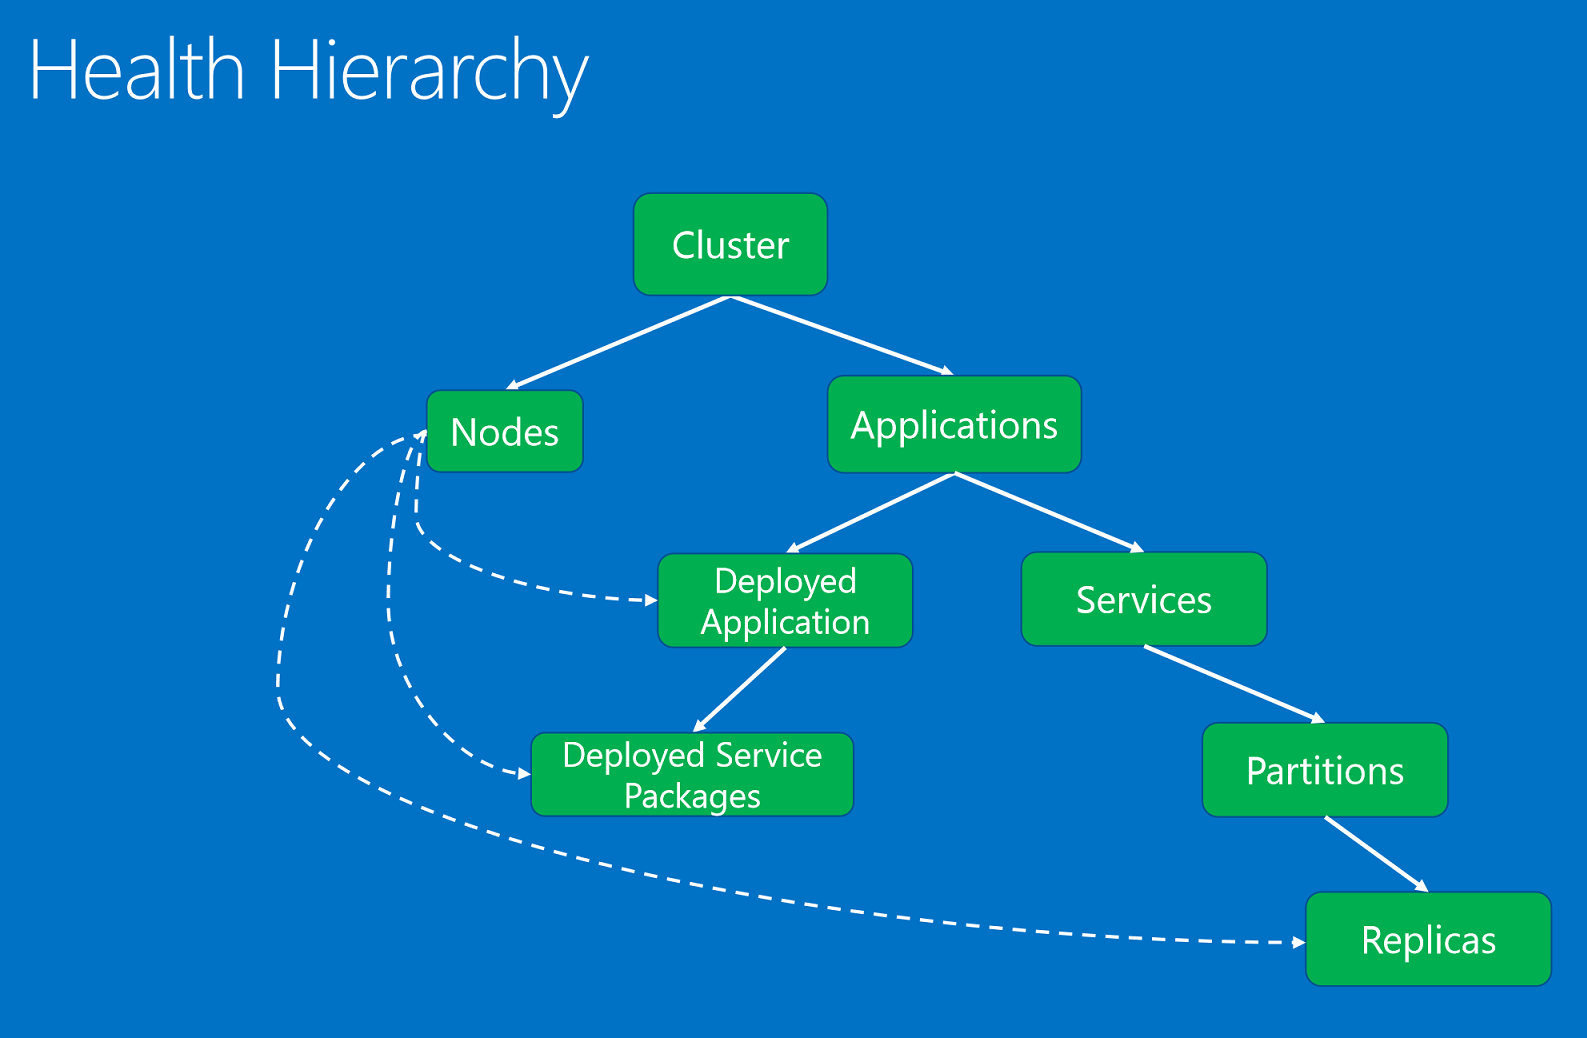 Health Hierarchy
Cluster
Nodes
Applications
Deployed
Application
Services
Deployed Service
Packages
Partitions
Replicas